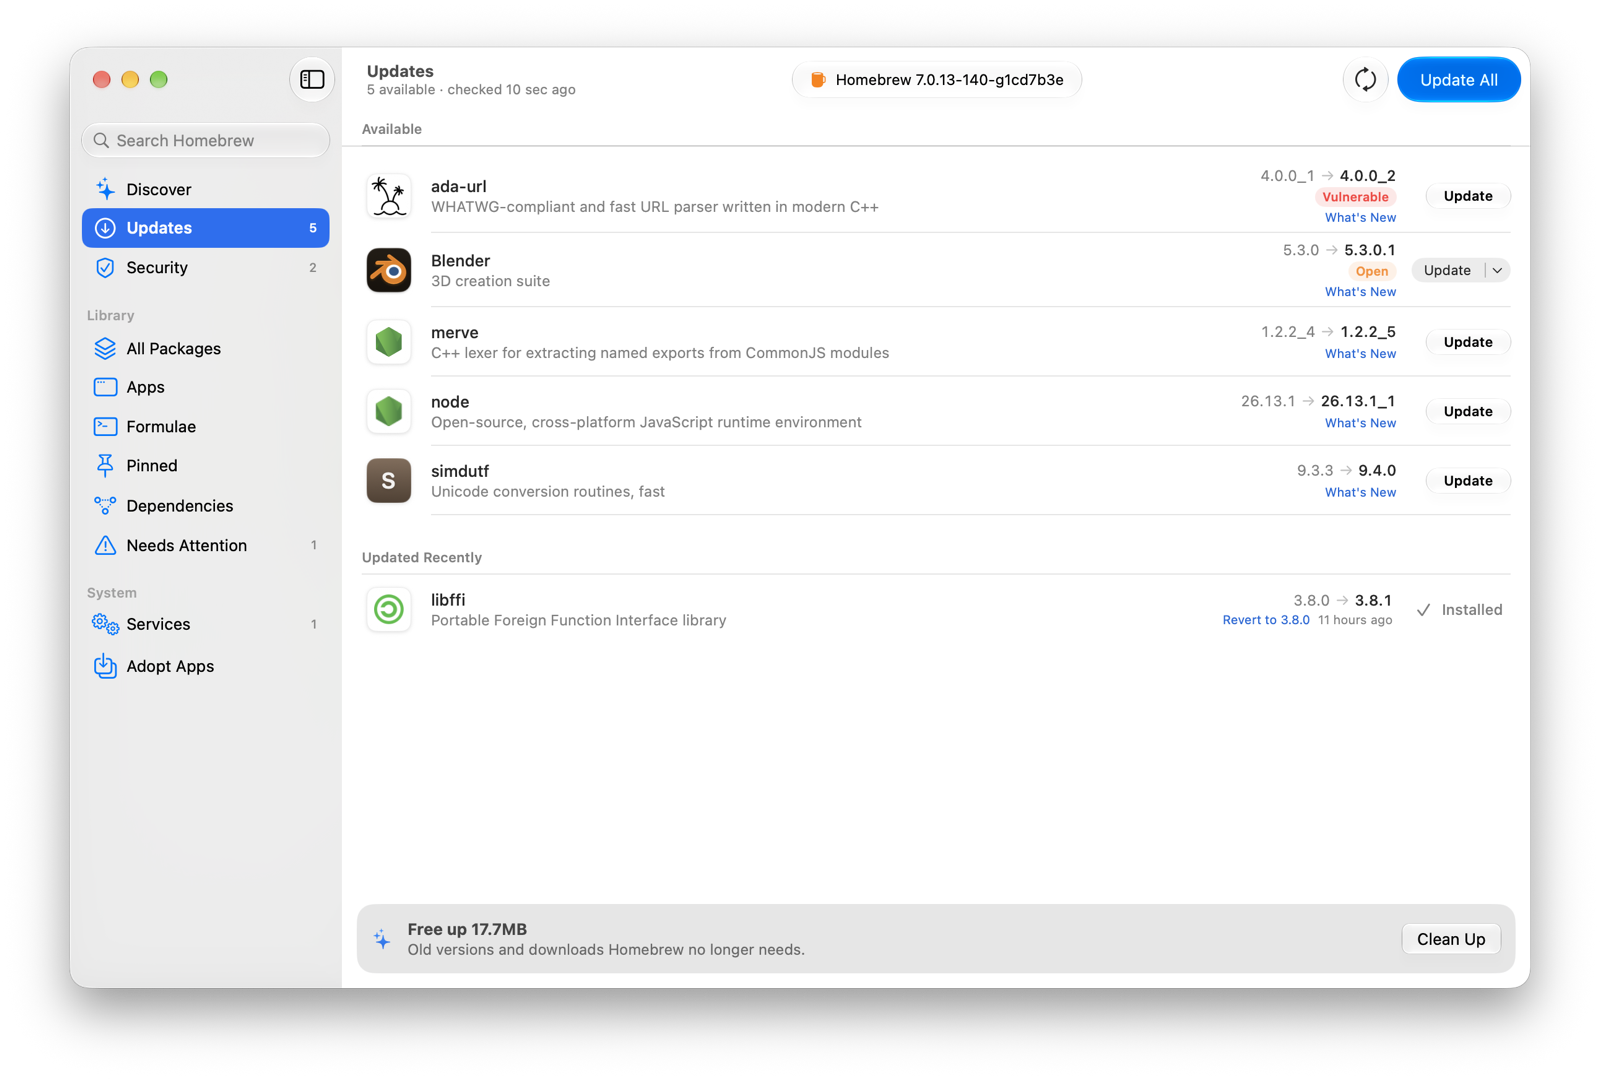 Updates
5 available · checked 10 sec ago
Homebrew 7.0.13-140-g1cd7b3e
Update All
Search Homebrew
Discover
Updates 5
Security 2
Library
All Packages
Apps
Formulae
Pinned
Dependencies
Needs Attention 1
System
Services 1
Adopt Apps
Available
ada-url
WHATWG-compliant and fast URL parser written in modern C++
4.0.0_1 → 4.0.0_2
Vulnerable
What's New
Update
Blender
3D creation suite
5.3.0 → 5.3.0.1
Open
What's New
Update
merve
C++ lexer for extracting named exports from CommonJS modules
1.2.2_4 → 1.2.2_5
What's New
Update
node
Open-source, cross-platform JavaScript runtime environment
26.13.1 → 26.13.1_1
What's New
Update
S
simdutf
Unicode conversion routines, fast
9.3.3 → 9.4.0
What's New
Update
Updated Recently
libffi
Portable Foreign Function Interface library
3.8.0 → 3.8.1
Revert to 3.8.0 11 hours ago
Installed
Free up 17.7MB
Old versions and downloads Homebrew no longer needs.
Clean Up